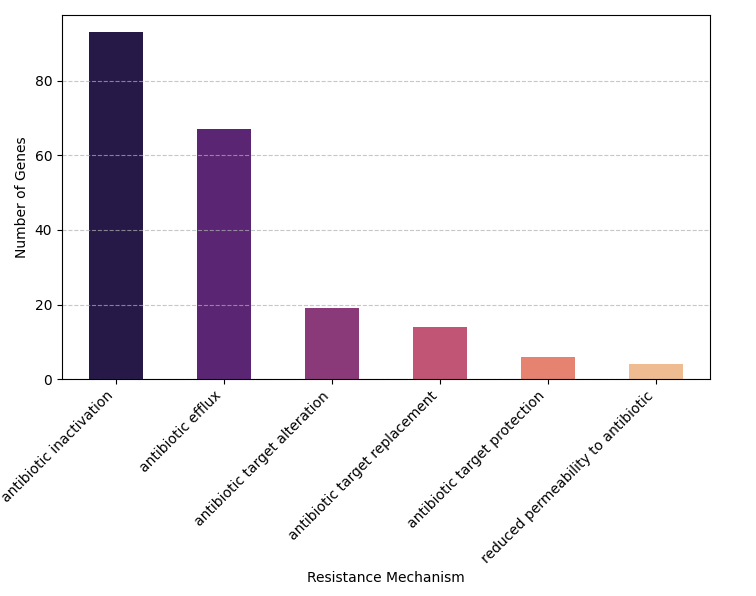 Number of Genes
80
60
40
20
0
antibiotic inactivation
antibiotic efflux
antibiotic target alteration
antibiotic target replacement
antibiotic target protection
reduced permeability to antibiotic
Resistance Mechanism